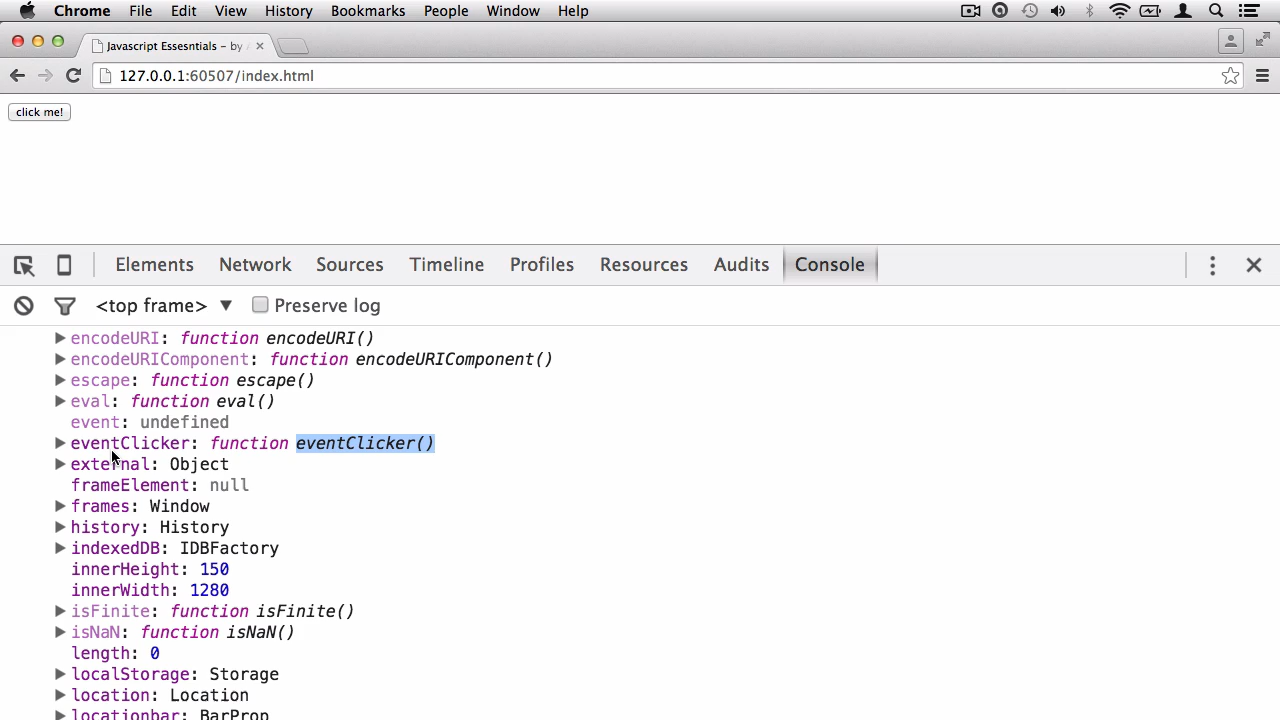 Chrome File Edit View History Bookmarks People Window Help
Javascript Essesntials – by A
127.0.0.1:60507/index.html
click me!
Elements Network Sources Timeline Profiles Resources Audits Console
<top frame> ▼ Preserve log
encodeURI: function encodeURI()
encodeURIComponent: function encodeURIComponent()
escape: function escape()
eval: function eval()
event: undefined
eventClicker: function eventClicker()
external: Object
frameElement: null
frames: Window
history: History
indexedDB: IDBFactory
innerHeight: 150
innerWidth: 1280
isFinite: function isFinite()
isNaN: function isNaN()
length: 0
localStorage: Storage
location: Location
locationbar: BarProp